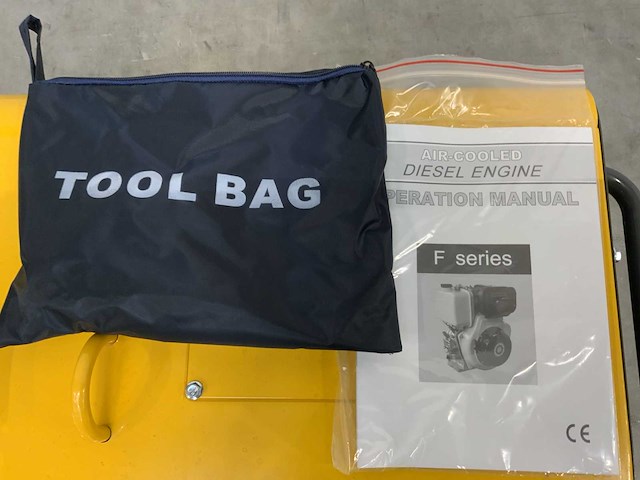 TOOL BAG
AIR-COOLED
DIESEL ENGINE
PERATION MANUAL
F series
CE